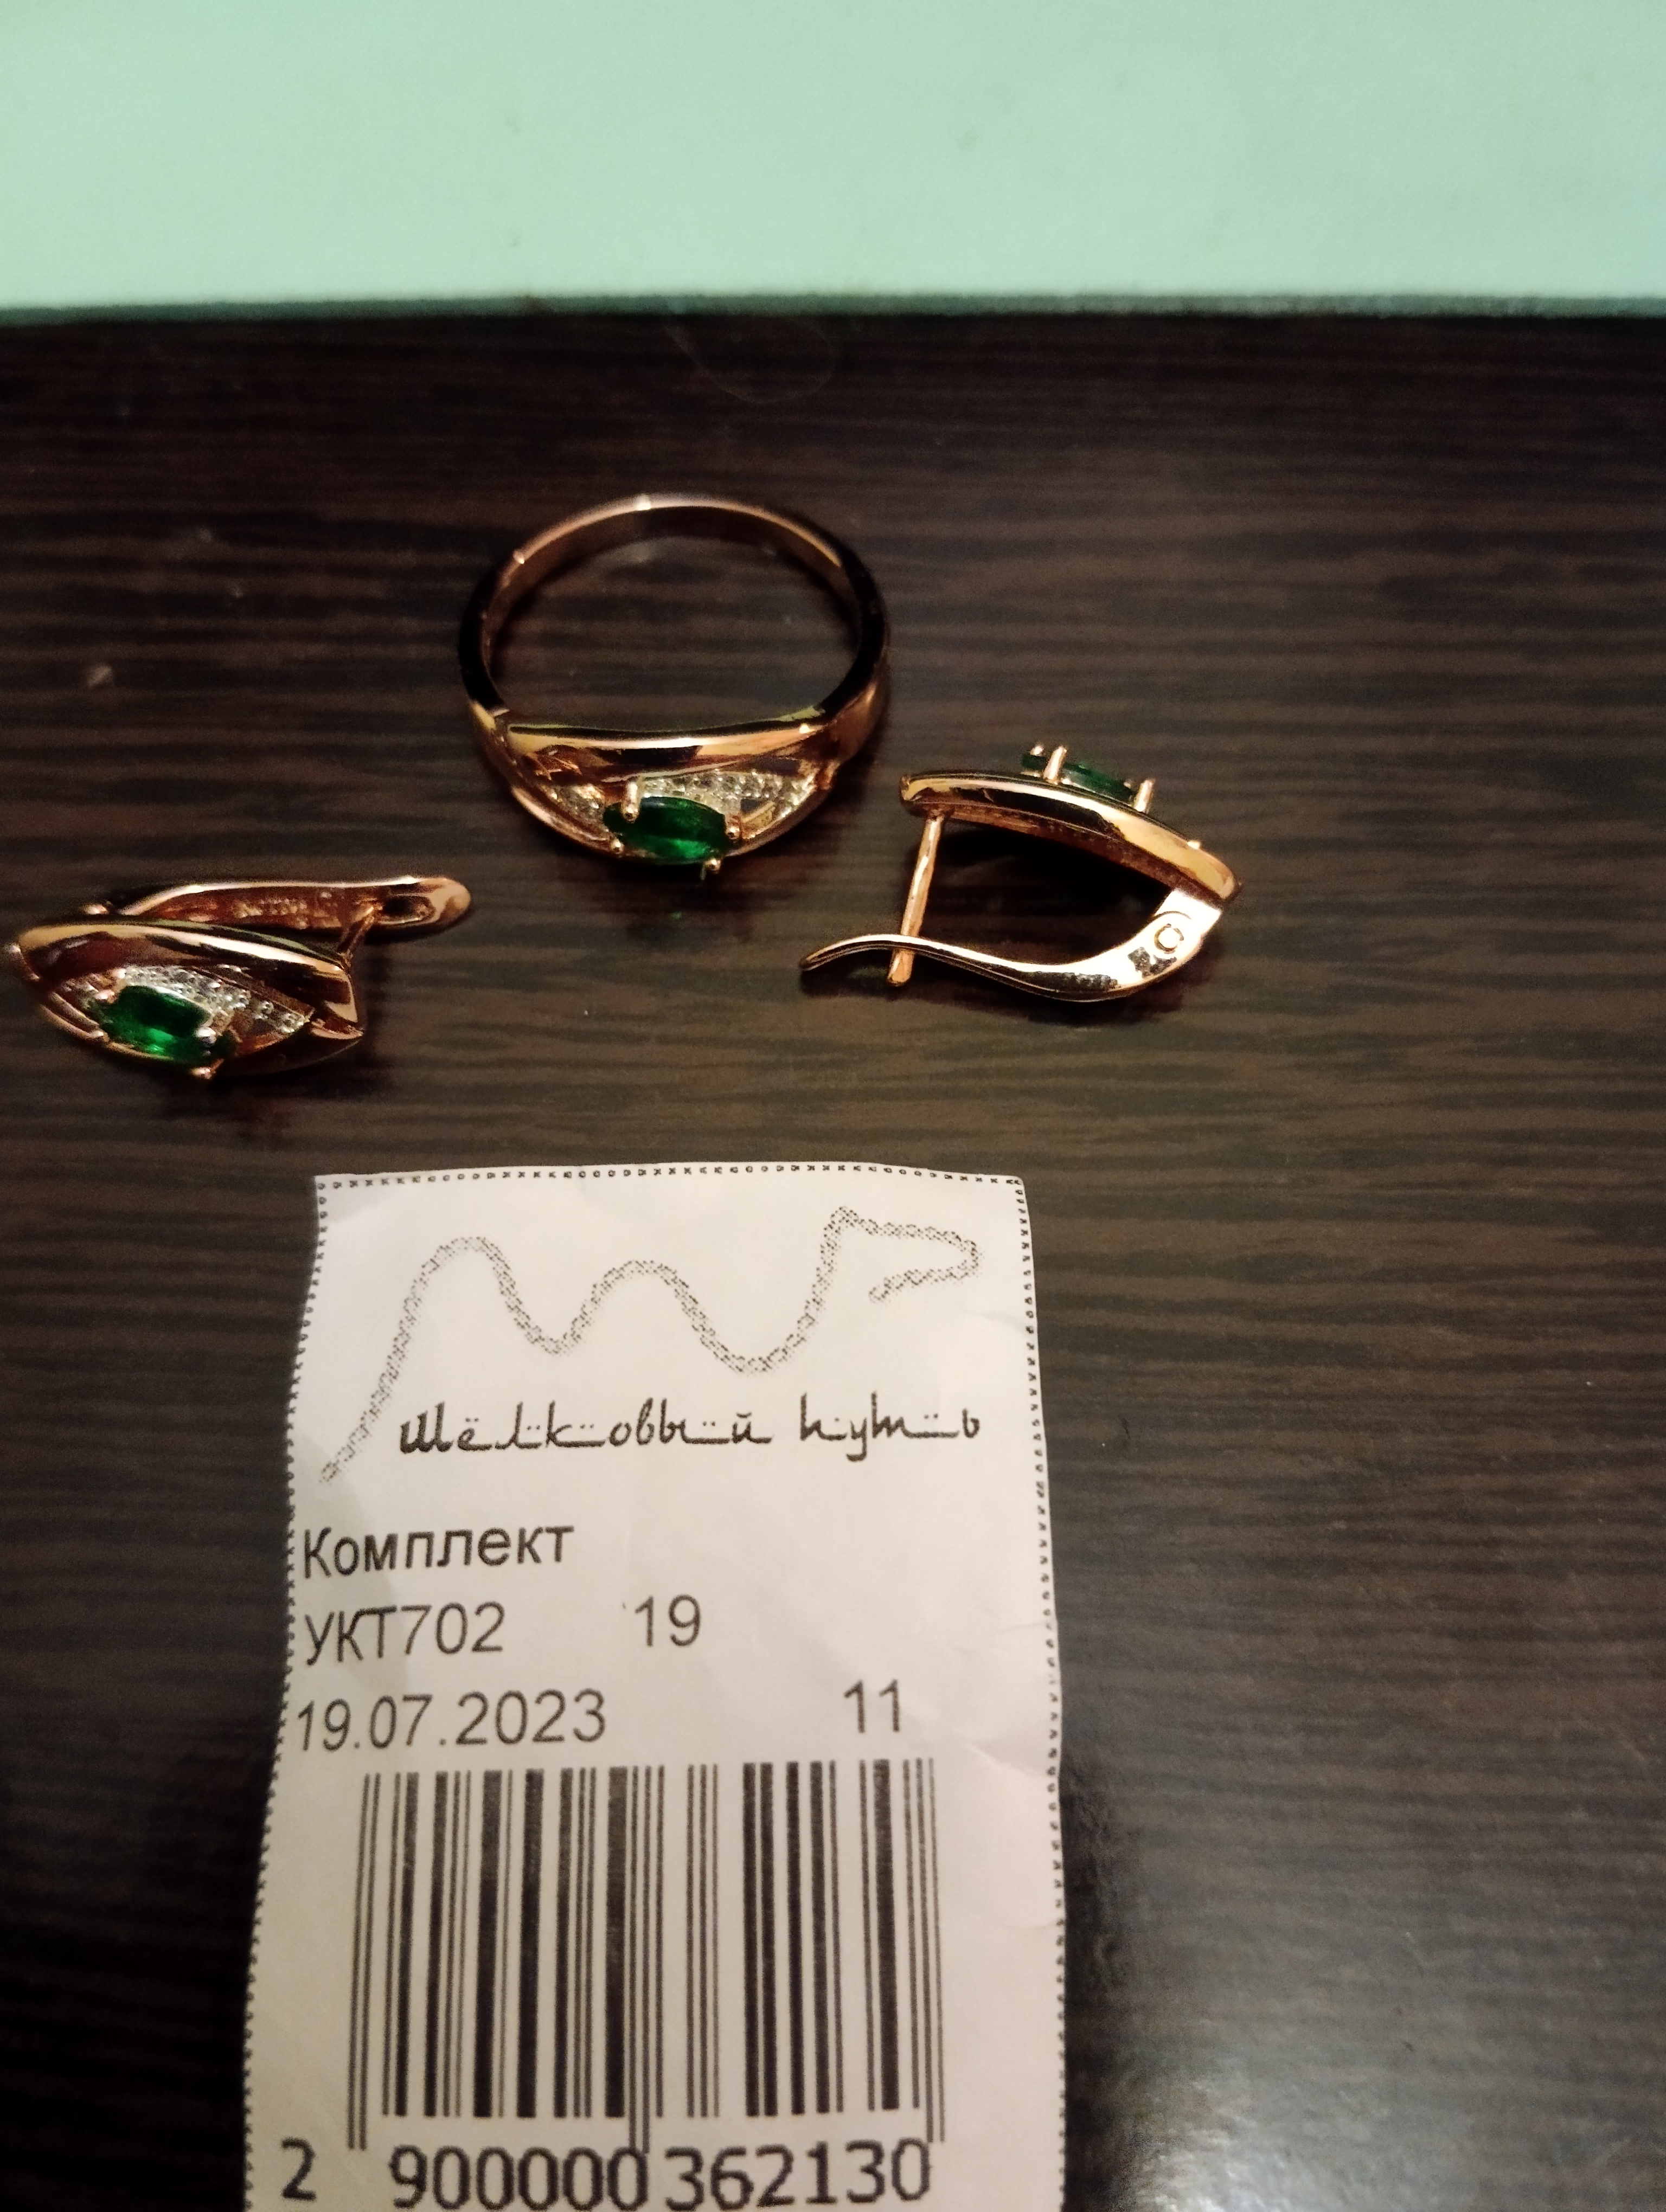 Шёлковый путь
Комплект
УКТ702 19
19.07.2023 11
2 900000 362130